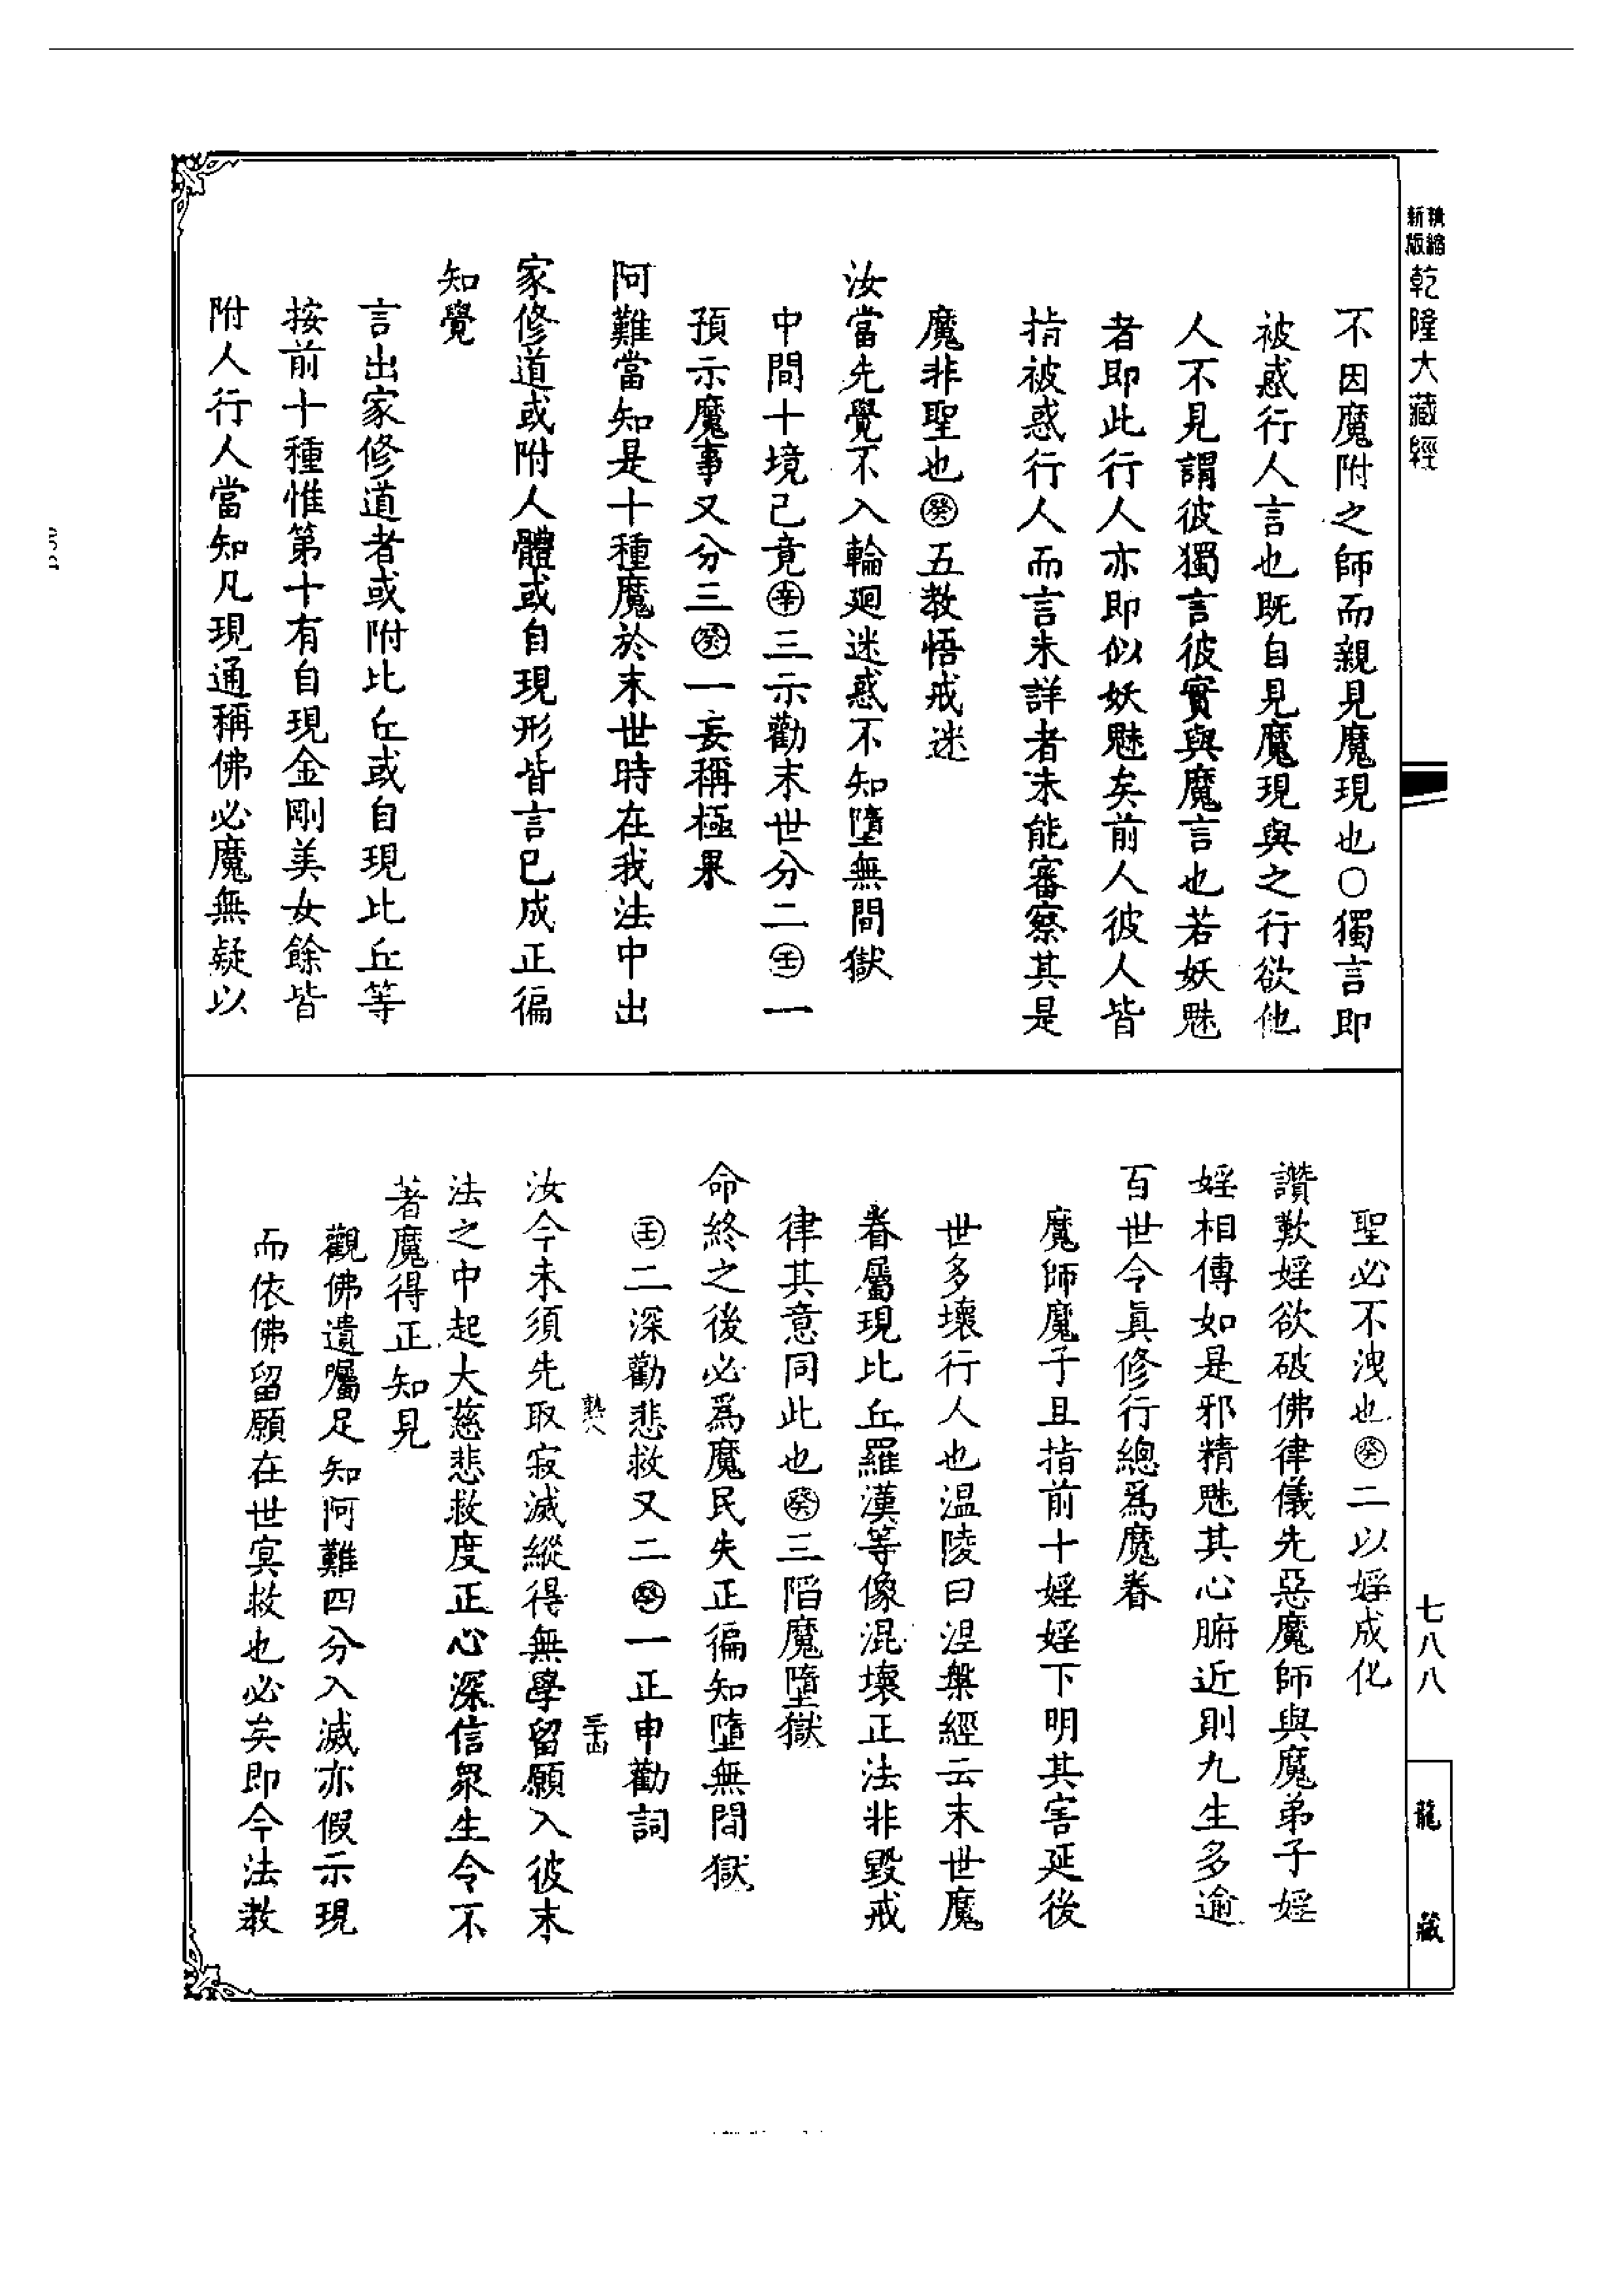 精縮新版乾隆大藏經
不因魔附之師而親見魔現也○獨言即
被惑行人言也既自見魔現與之行欲他
人不見謂彼獨言彼實與魔言也若妖魅
者即此行人亦即似妖魅矣前人彼人皆
指被惑行人而言未詳者未能審察其是
魔非聖也㊇五教悟戒迷
汝當先覺不入輪迴迷惑不知墮無間獄
中間十境已竟㊛三示勸末世分二㊋一
預示魔事又分三癸一妄稱極果
阿難當知是十種魔於末世時在我法中出
家修道或附人體或自現形皆言已成正徧
知覺
言出家修道者或附比丘或自現比丘等
按前十種惟第十有自現金剛美女餘皆
附人行人當知凡現通稱佛必魔無疑以
聖必不洩也癸二以婬成化
讚歎婬欲破佛律儀先惡魔師與魔弟子婬
婬相傳如是邪精魅其心腑近則九生多逾
百世令眞修行總爲魔眷
魔師魔子且指前十婬婬下明其害延後
世多壞行人也温陵曰涅槃經云末世魔
眷屬現比丘羅漢等像混壞正法非毀戒
律其意同此也癸三陷魔墮獄
命終之後必爲魔民失正徧知墮無間獄
壬二深勸悲救又二癸一正申勸詞
汝今未須先取寂滅縱得無學留願入彼末
法之中起大慈悲救度正心深信衆生令不
著魔得正知見
觀佛遺囑足知阿難四分入滅亦假示現
而依佛留願在世冥救也必矣即今法教
七八八
龍藏